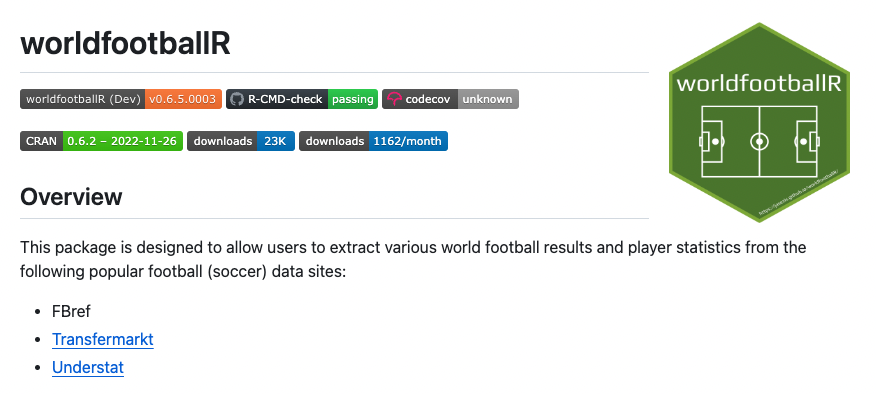 worldfootballR
worldfootballR (Dev) v0.6.5.0003 R-CMD-check passing codecov unknown
CRAN 0.6.2 – 2022-11-26 downloads 23K downloads 1162/month
worldfootballR
Overview
This package is designed to allow users to extract various world football results and player statistics from the
following popular football (soccer) data sites:
• FBref
• Transfermarkt
• Understat